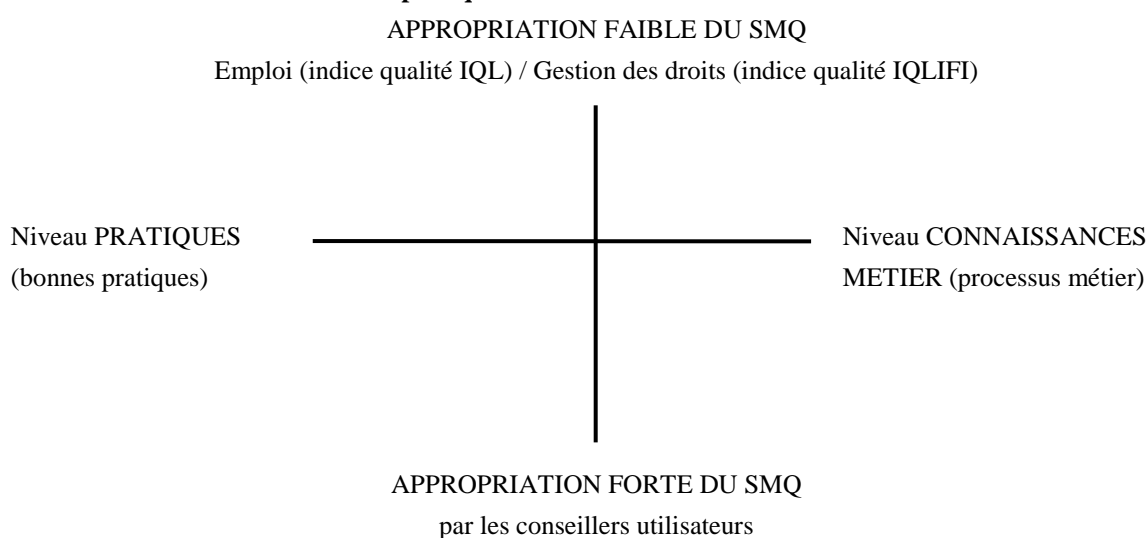 APPROPRIATION FAIBLE DU SMQ
Emploi (indice qualité IQL) / Gestion des droits (indice qualité IQLIFI)
Niveau PRATIQUES
(bonnes pratiques)
Niveau CONNAISSANCES
METIER (processus métier)
APPROPRIATION FORTE DU SMQ
par les conseillers utilisateurs